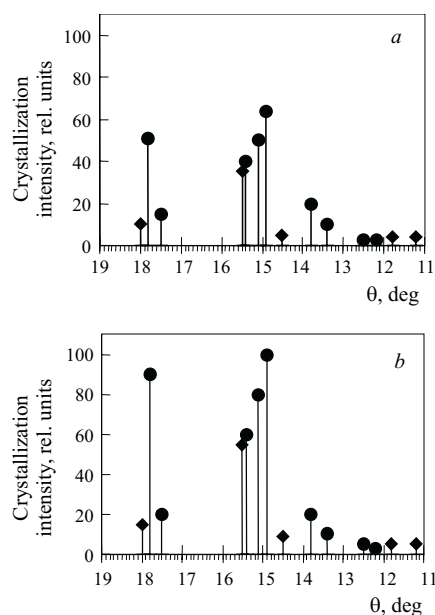 a
100
80
60
40
20
0
Crystallization
intensity, rel. units
19 18 17 16 15 14 13 12 11
θ, deg
b
100
80
60
40
20
0
Crystallization
intensity, rel. units
19 18 17 16 15 14 13 12 11
θ, deg